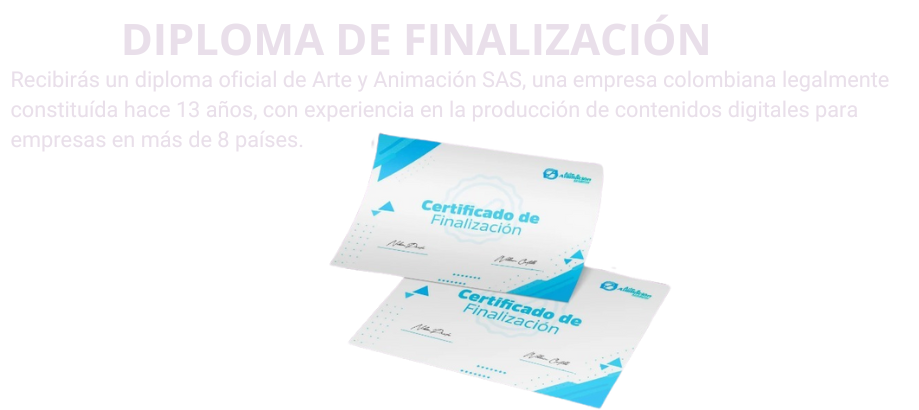 DIPLOMA DE FINALIZACIÓN
Recibirás un diploma oficial de Arte y Animación SAS, una empresa colombiana legalmente
constituída hace 13 años, con experiencia en la producción de contenidos digitales para
empresas en más de 8 países.
Certificado de
Finalización
Certificado de
Finalización